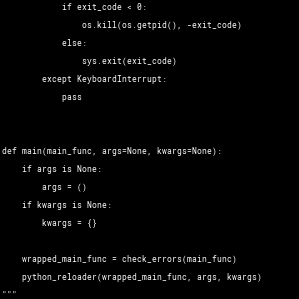 if exit_code < 0:
                os.kill(os.getpid(), -exit_code)
            else:
                sys.exit(exit_code)
        except KeyboardInterrupt:
            pass

def main(main_func, args=None, kwargs=None):
    if args is None:
        args = ()
    if kwargs is None:
        kwargs = {}

    wrapped_main_func = check_errors(main_func)
    python_reloader(wrapped_main_func, args, kwargs)
"""